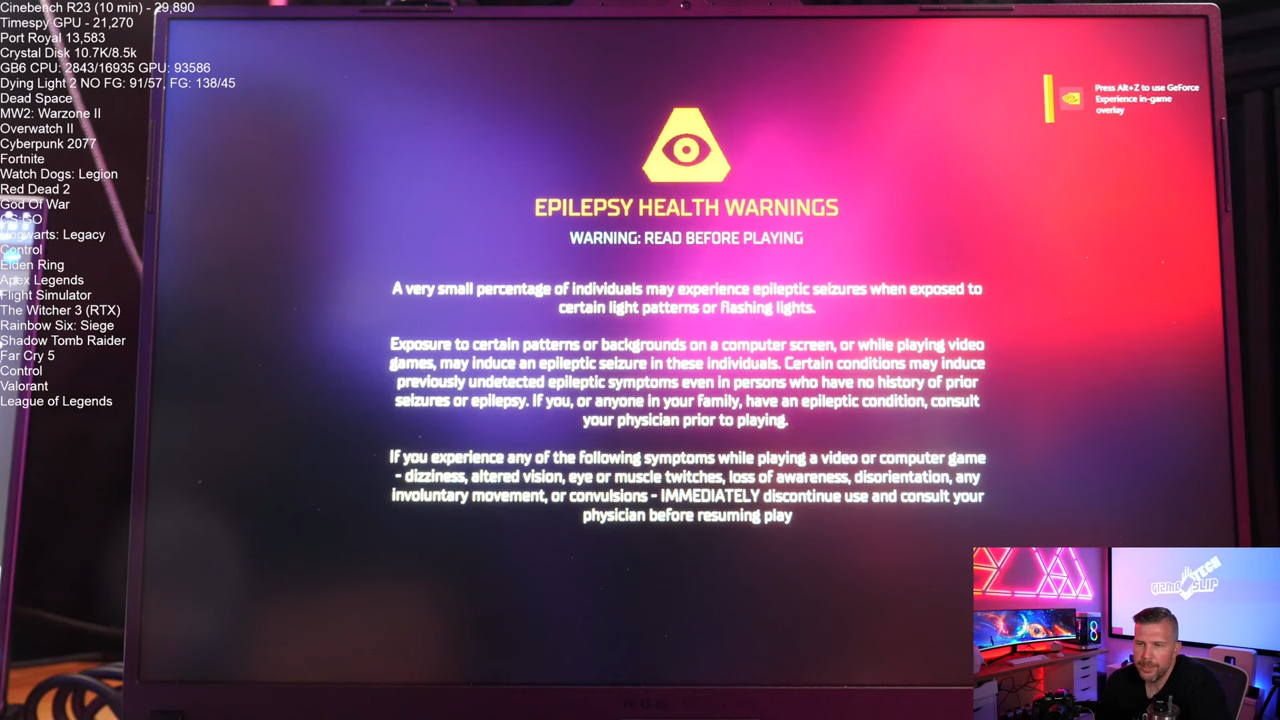 Cinebench R23 (10 min) - 29,890
Timespy GPU - 21,270
Port Royal 13,583
Crystal Disk 10.7K/8.5k
GB6 CPU: 2843/16935 GPU: 93586
Dying Light 2 NO FG: 91/57, FG: 138/45
Dead Space
MW2: Warzone II
Overwatch II
Cyberpunk 2077
Fortnite
Watch Dogs: Legion
Red Dead 2
God Of War
CS:GO
Hogwarts: Legacy
Control
Elden Ring
Apex Legends
Flight Simulator
The Witcher 3 (RTX)
Rainbow Six: Siege
Shadow Tomb Raider
Far Cry 5
Control
Valorant
League of Legends
Press Alt+Z to use GeForce
Experience in-game
overlay
EPILEPSY HEALTH WARNINGS
WARNING: READ BEFORE PLAYING
A very small percentage of individuals may experience epileptic seizures when exposed to
certain light patterns or flashing lights.
Exposure to certain patterns or backgrounds on a computer screen, or while playing video
games, may induce an epileptic seizure in these individuals. Certain conditions may induce
previously undetected epileptic symptoms even in persons who have no history of prior
seizures or epilepsy. If you, or anyone in your family, have an epileptic condition, consult
your physician prior to playing.
If you experience any of the following symptoms while playing a video or computer game
- dizziness, altered vision, eye or muscle twitches, loss of awareness, disorientation, any
involuntary movement, or convulsions - IMMEDIATELY discontinue use and consult your
physician before resuming play
GIZMO SLIP
TECH